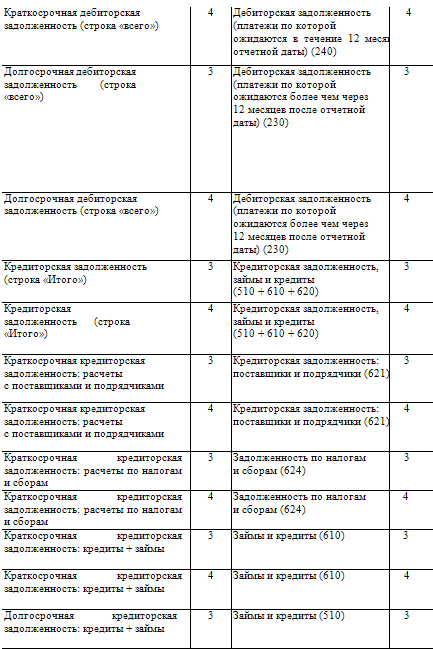 Краткосрочная дебиторская
задолженность (строка «всего»)
4
Дебиторская задолженность
(платежи по которой
ожидаются в течение 12 меся
отчетной даты) (240)
4
Долгосрочная дебиторская
задолженность (строка
«всего»)
3
Дебиторская задолженность
(платежи по которой
ожидаются более чем через
12 месяцев после отчетной
даты) (230)
3
Долгосрочная дебиторская
задолженность (строка «всего»)
4
Дебиторская задолженность
(платежи по которой
ожидаются более чем через
12 месяцев после отчетной
даты) (230)
4
Кредиторская задолженность
(строка «Итого»)
3
Кредиторская задолженность,
займы и кредиты
(510 + 610 + 620)
3
Кредиторская
задолженность (строка
«Итого»)
4
Кредиторская задолженность,
займы и кредиты
(510 + 610 + 620)
4
Краткосрочная кредиторская
задолженность: расчеты
с поставщиками и подрядчиками
3
Кредиторская задолженность:
поставщики и подрядчики (621)
3
Краткосрочная кредиторская
задолженность: расчеты
с поставщиками и подрядчиками
4
Кредиторская задолженность:
поставщики и подрядчики (621)
4
Краткосрочная кредиторская
задолженность: расчеты по налогам
и сборам
3
Задолженность по налогам
и сборам (624)
3
Краткосрочная кредиторская
задолженность: расчеты по налогам
и сборам
4
Задолженность по налогам
и сборам (624)
4
Краткосрочная кредиторская
задолженность: кредиты + займы
3
Займы и кредиты (610)
3
Краткосрочная кредиторская
задолженность: кредиты + займы
4
Займы и кредиты (610)
4
Долгосрочная кредиторская
задолженность: кредиты + займы
3
Займы и кредиты (510)
3